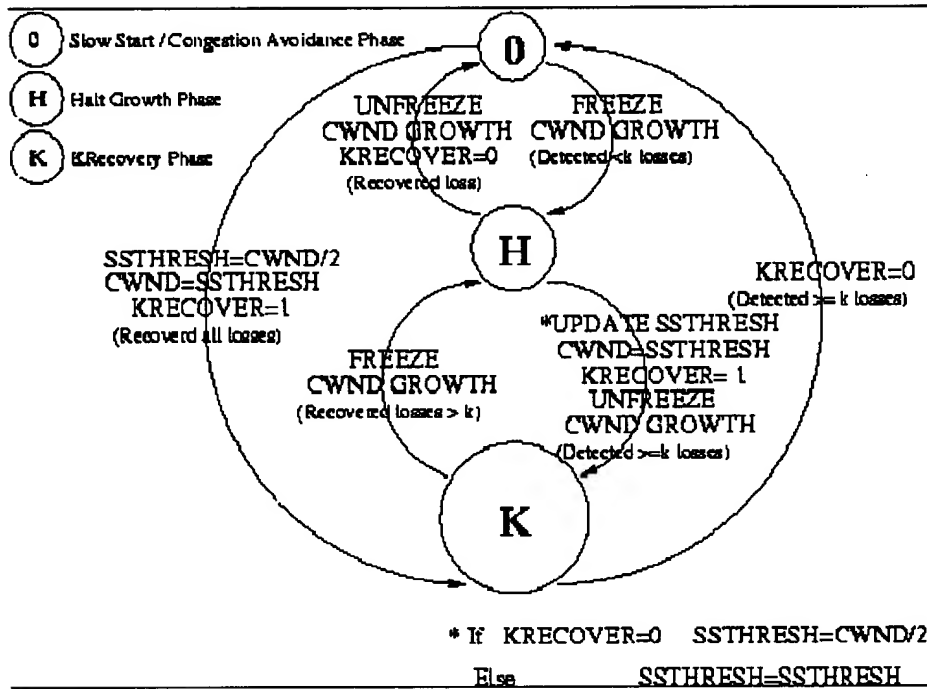 0 Slow Start / Congestion Avoidance Phase
H Halt Growth Phase
K KRecovery Phase
0
UNFREEZE
CWND GROWTH
KRECOVER=0
(Recovered loss)
FREEZE
CWND GROWTH
(Detected <k losses)
H
SSTHRESH=CWND/2
CWND=SSTHRESH
KRECOVER=1
(Recoverd all losses)
KRECOVER=0
(Detected >= k losses)
FREEZE
CWND GROWTH
(Recovered losses > k)
*UPDATE SSTHRESH
CWND=SSTHRESH
KRECOVER= 1
UNFREEZE
CWND GROWTH
(Detected >=k losses)
K
* If KRECOVER=0 SSTHRESH=CWND/2
Else SSTHRESH=SSTHRESH